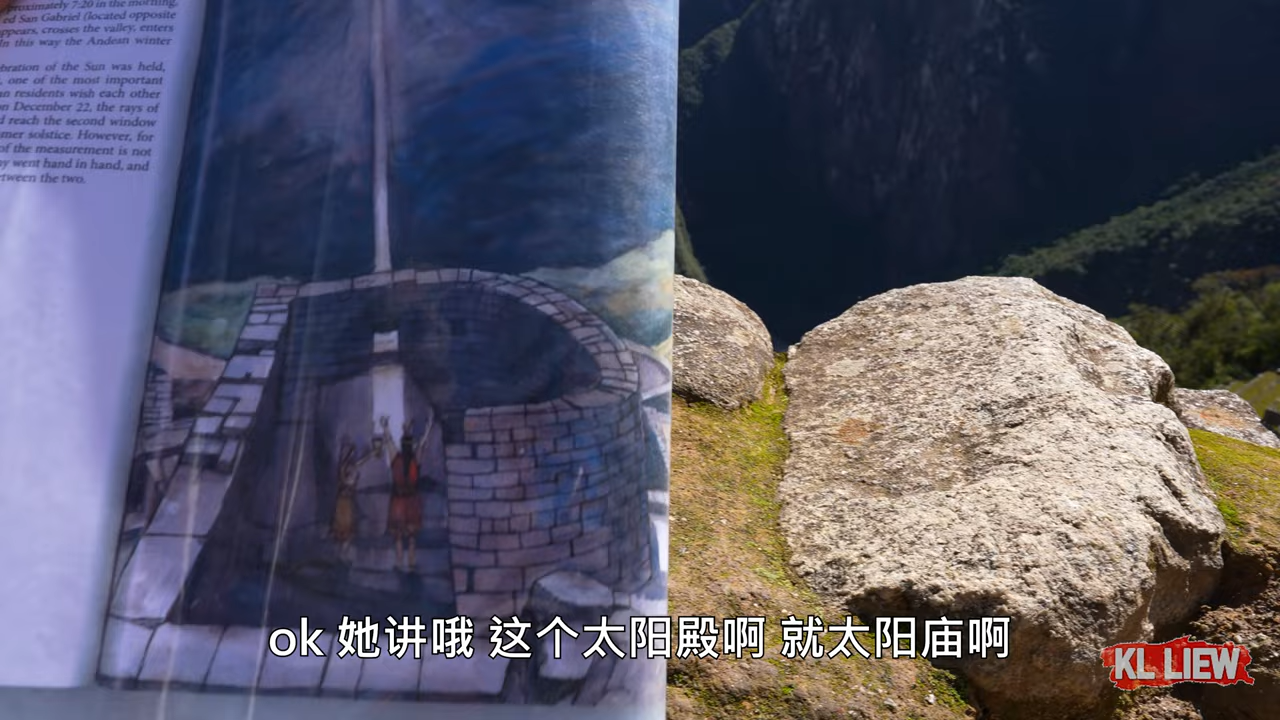 proximately 7:20 in the morning,
ed San Gabriel (located opposite
appears, crosses the valley, enters
In this way the Andean winter
bration of the Sun was held,
, one of the most important
an residents wish each other
on December 22, the rays of
d reach the second window
mer solstice. However, for
of the measurement is not
y went hand in hand, and
tween the two.
ok 她讲哦 这个太阳殿啊 就太阳庙啊
KL LIEW